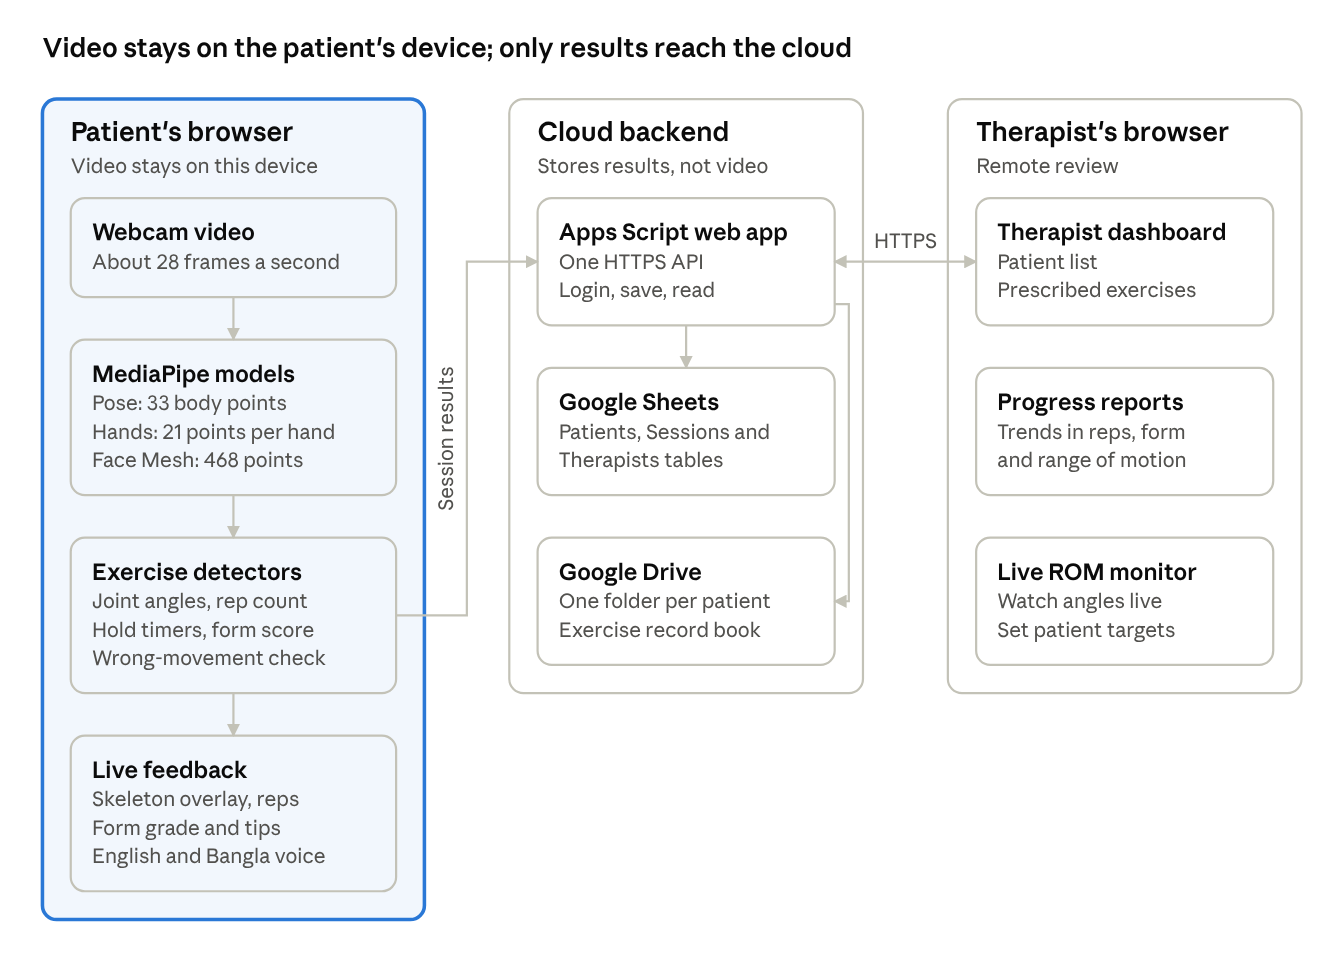 Video stays on the patient's device; only results reach the cloud
Patient's browser
Video stays on this device
Webcam video
About 28 frames a second
MediaPipe models
Pose: 33 body points
Hands: 21 points per hand
Face Mesh: 468 points
Exercise detectors
Joint angles, rep count
Hold timers, form score
Wrong-movement check
Live feedback
Skeleton overlay, reps
Form grade and tips
English and Bangla voice
Session results
Cloud backend
Stores results, not video
Apps Script web app
One HTTPS API
Login, save, read
Google Sheets
Patients, Sessions and
Therapists tables
Google Drive
One folder per patient
Exercise record book
HTTPS
Therapist's browser
Remote review
Therapist dashboard
Patient list
Prescribed exercises
Progress reports
Trends in reps, form
and range of motion
Live ROM monitor
Watch angles live
Set patient targets